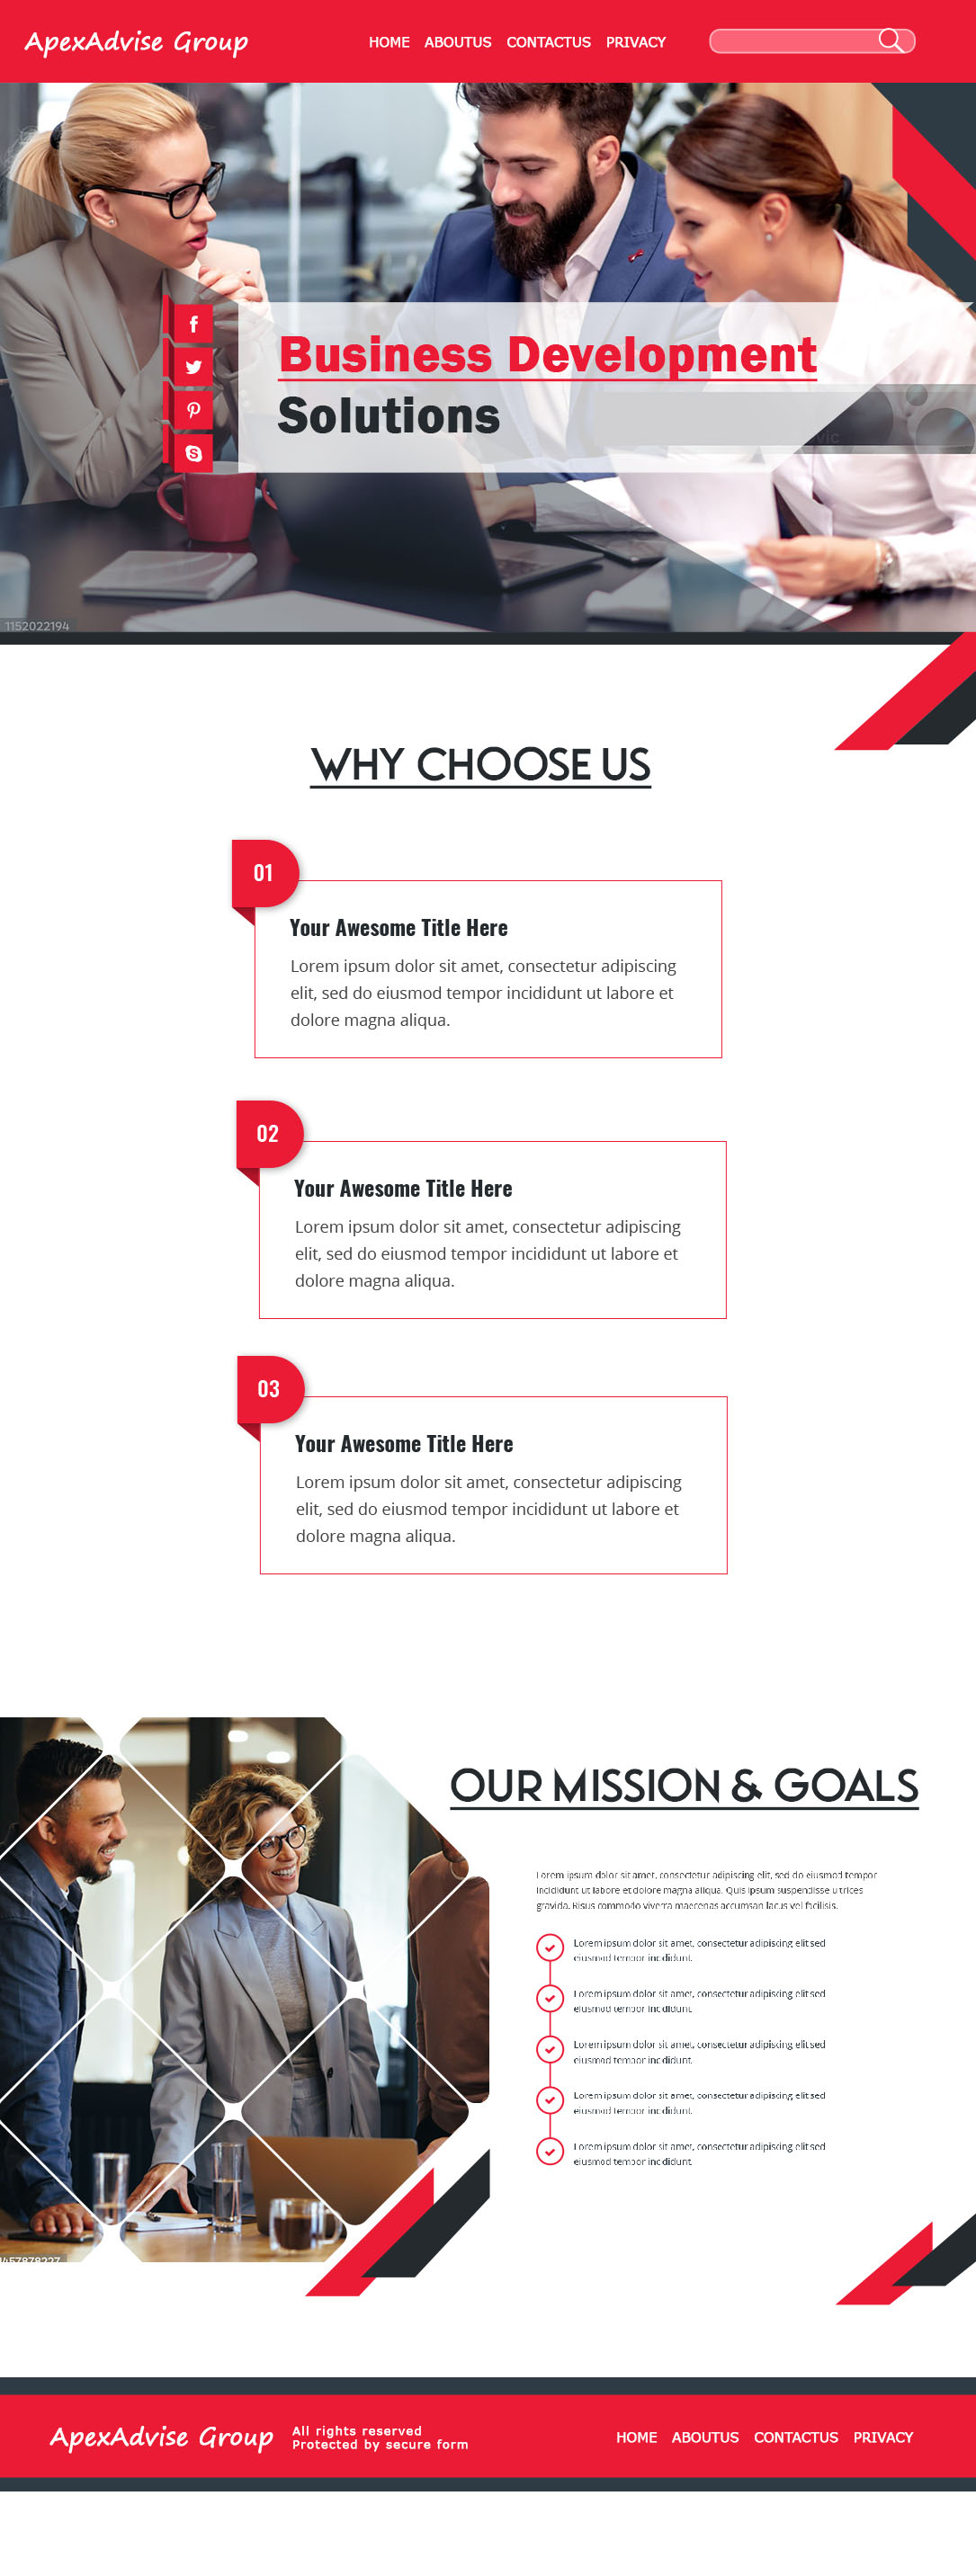 ApexAdvise Group
HOME ABOUTUS CONTACTUS PRIVACY
Business Development
Solutions
vic
1152022194
WHY CHOOSE US
01
Your Awesome Title Here
Lorem ipsum dolor sit amet, consectetur adipiscing
elit, sed do eiusmod tempor incididunt ut labore et
dolore magna aliqua.
02
Your Awesome Title Here
Lorem ipsum dolor sit amet, consectetur adipiscing
elit, sed do eiusmod tempor incididunt ut labore et
dolore magna aliqua.
03
Your Awesome Title Here
Lorem ipsum dolor sit amet, consectetur adipiscing
elit, sed do eiusmod tempor incididunt ut labore et
dolore magna aliqua.
OUR MISSION & GOALS
Lorem ipsum dolor sit amet, consectetur adipiscing elit, sed do eiusmod tempor
incididunt ut labore et dolore magna aliqua. Quis ipsum suspendisse ultrices
gravida. Risus commodo viverra maecenas accumsan lacus vel facilisis.
Lorem ipsum dolor sit amet, consectetur adipiscing elit sed
eiusmod tempor incididunt.
Lorem ipsum dolor sit amet, consectetur adipiscing elit sed
eiusmod tempor incididunt.
Lorem ipsum dolor sit amet, consectetur adipiscing elit sed
eiusmod tempor incididunt.
Lorem ipsum dolor sit amet, consectetur adipiscing elit sed
eiusmod tempor incididunt.
Lorem ipsum dolor sit amet, consectetur adipiscing elit sed
eiusmod tempor incididunt.
1457878227
ApexAdvise Group
All rights reserved
Protected by secure form
HOME ABOUTUS CONTACTUS PRIVACY